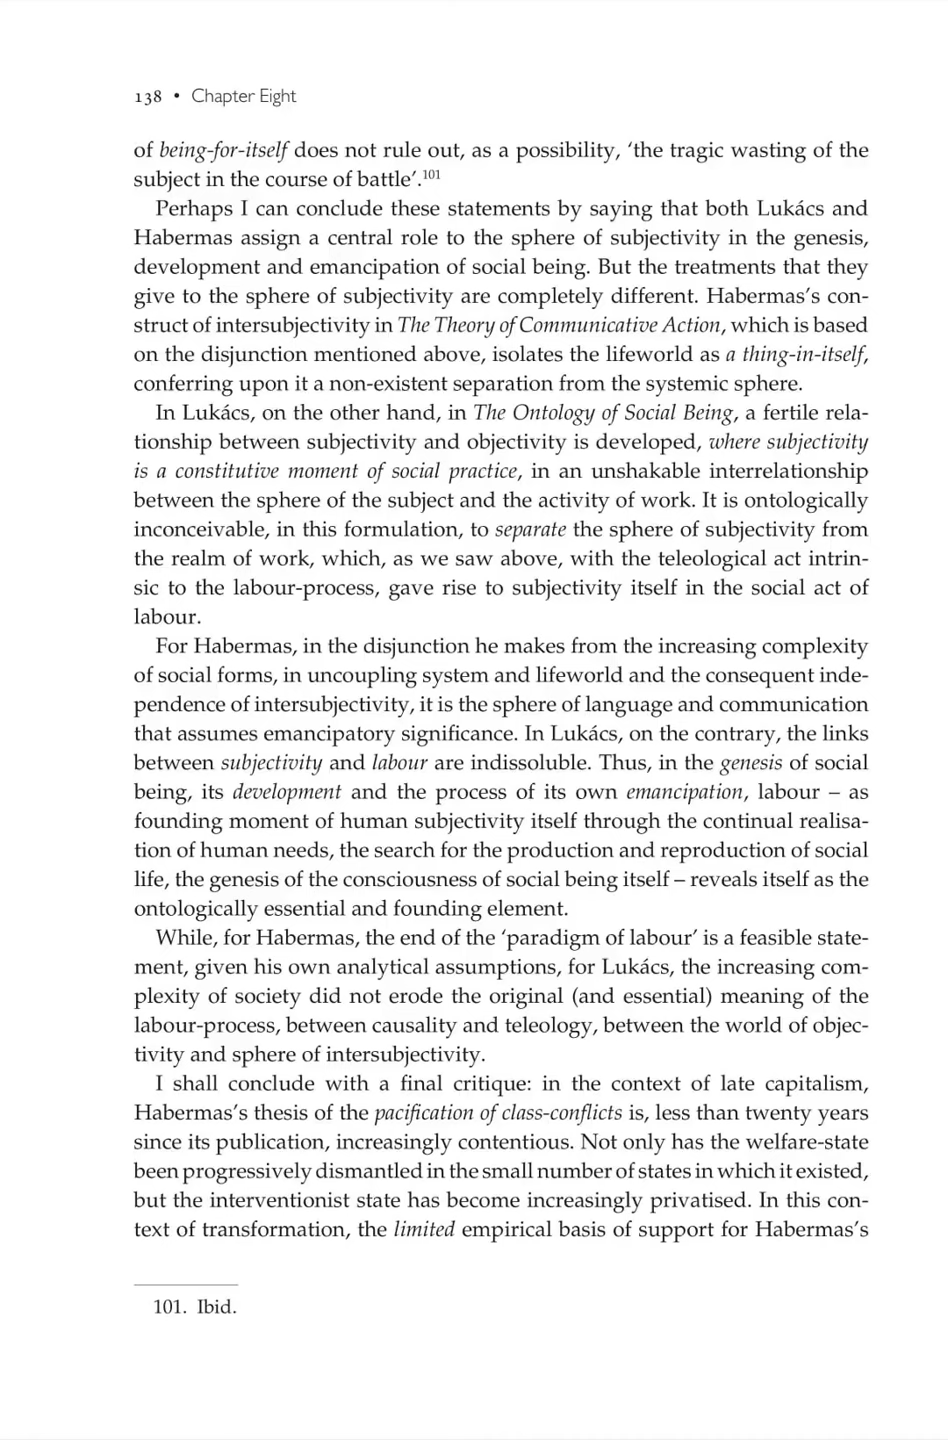 138 • Chapter Eight
of being-for-itself does not rule out, as a possibility, ‘the tragic wasting of the
subject in the course of battle’.101
Perhaps I can conclude these statements by saying that both Lukács and
Habermas assign a central role to the sphere of subjectivity in the genesis,
development and emancipation of social being. But the treatments that they
give to the sphere of subjectivity are completely different. Habermas’s con-
struct of intersubjectivity in The Theory of Communicative Action, which is based
on the disjunction mentioned above, isolates the lifeworld as a thing-in-itself,
conferring upon it a non-existent separation from the systemic sphere.
In Lukács, on the other hand, in The Ontology of Social Being, a fertile rela-
tionship between subjectivity and objectivity is developed, where subjectivity
is a constitutive moment of social practice, in an unshakable interrelationship
between the sphere of the subject and the activity of work. It is ontologically
inconceivable, in this formulation, to separate the sphere of subjectivity from
the realm of work, which, as we saw above, with the teleological act intrin-
sic to the labour-process, gave rise to subjectivity itself in the social act of
labour.
For Habermas, in the disjunction he makes from the increasing complexity
of social forms, in uncoupling system and lifeworld and the consequent inde-
pendence of intersubjectivity, it is the sphere of language and communication
that assumes emancipatory significance. In Lukács, on the contrary, the links
between subjectivity and labour are indissoluble. Thus, in the genesis of social
being, its development and the process of its own emancipation, labour – as
founding moment of human subjectivity itself through the continual realisa-
tion of human needs, the search for the production and reproduction of social
life, the genesis of the consciousness of social being itself – reveals itself as the
ontologically essential and founding element.
While, for Habermas, the end of the ‘paradigm of labour’ is a feasible state-
ment, given his own analytical assumptions, for Lukács, the increasing com-
plexity of society did not erode the original (and essential) meaning of the
labour-process, between causality and teleology, between the world of objec-
tivity and sphere of intersubjectivity.
I shall conclude with a final critique: in the context of late capitalism,
Habermas’s thesis of the pacification of class-conflicts is, less than twenty years
since its publication, increasingly contentious. Not only has the welfare-state
been progressively dismantled in the small number of states in which it existed,
but the interventionist state has become increasingly privatised. In this con-
text of transformation, the limited empirical basis of support for Habermas’s
101. Ibid.